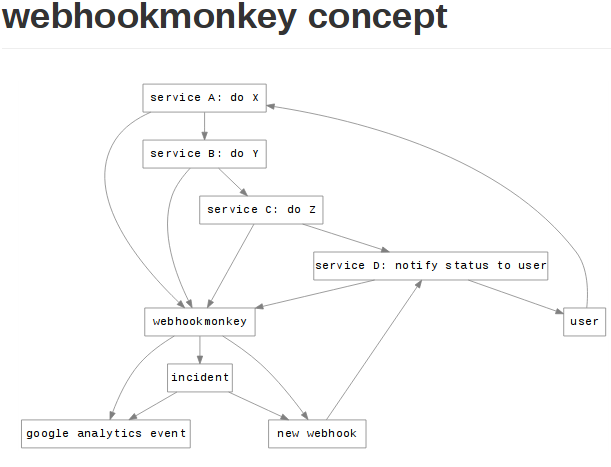 webhookmonkey concept
service A: do X
service B: do Y
service C: do Z
service D: notify status to user
webhookmonkey
user
incident
google analytics event
new webhook